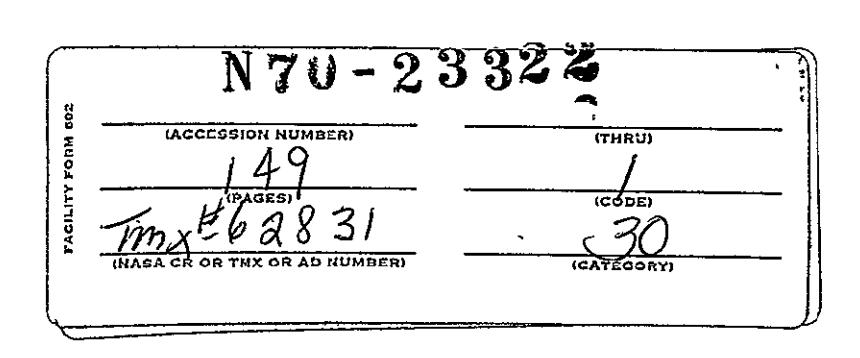 N70-23322
FACILITY FORM 602
(ACCESSION NUMBER)
(THRU)
149
1
(PAGES)
(CODE)
Tmx #62831
30
(NASA CR OR TMX OR AD NUMBER)
(CATEGORY)